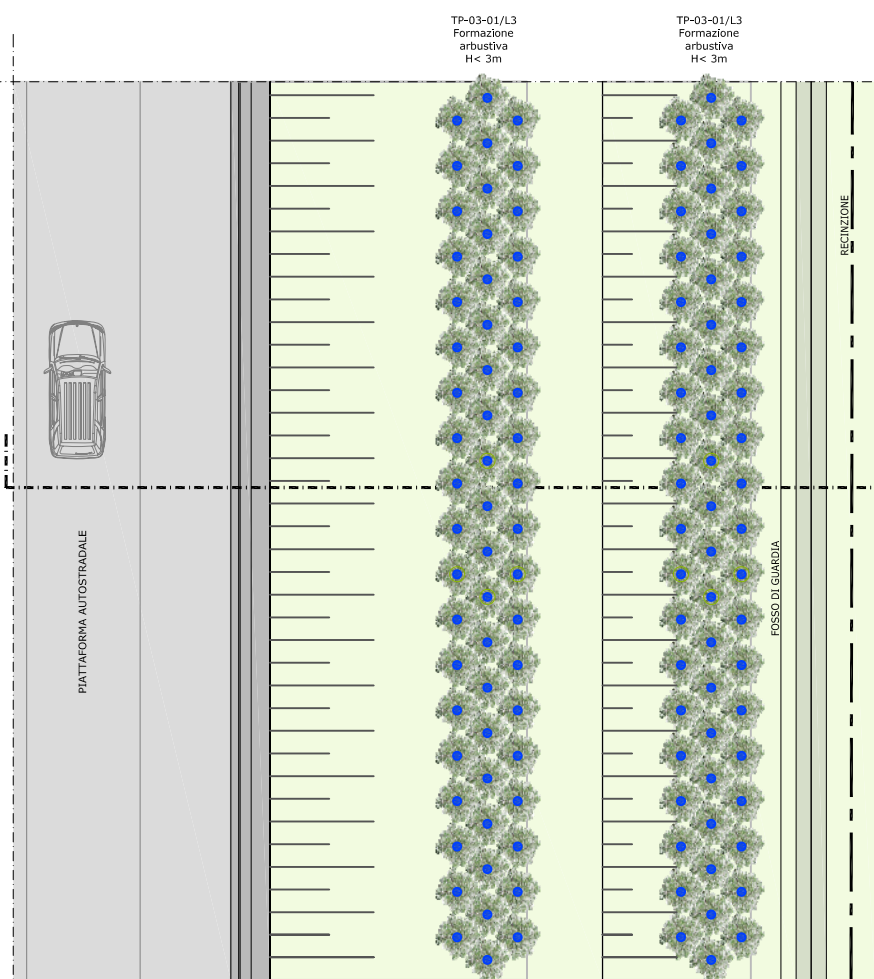 TP-03-01/L3
Formazione
arbustiva
H< 3m
TP-03-01/L3
Formazione
arbustiva
H< 3m
RECINZIONE
PIATTAFORMA AUTOSTRADALE
FOSSO DI GUARDIA